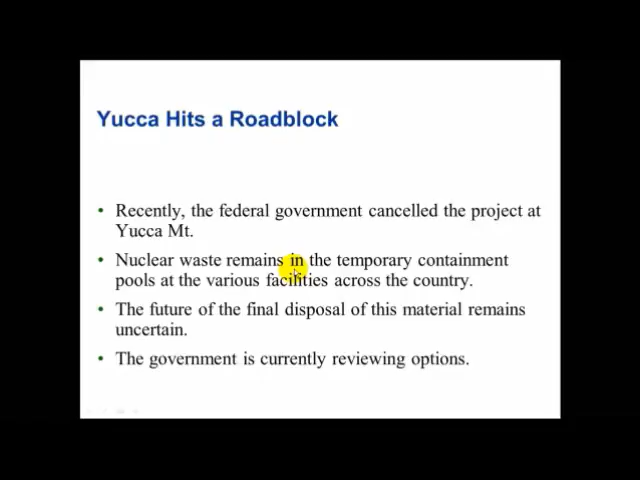 Yucca Hits a Roadblock
• Recently, the federal government cancelled the project at
Yucca Mt.
• Nuclear waste remains in the temporary containment
pools at the various facilities across the country.
• The future of the final disposal of this material remains
uncertain.
• The government is currently reviewing options.